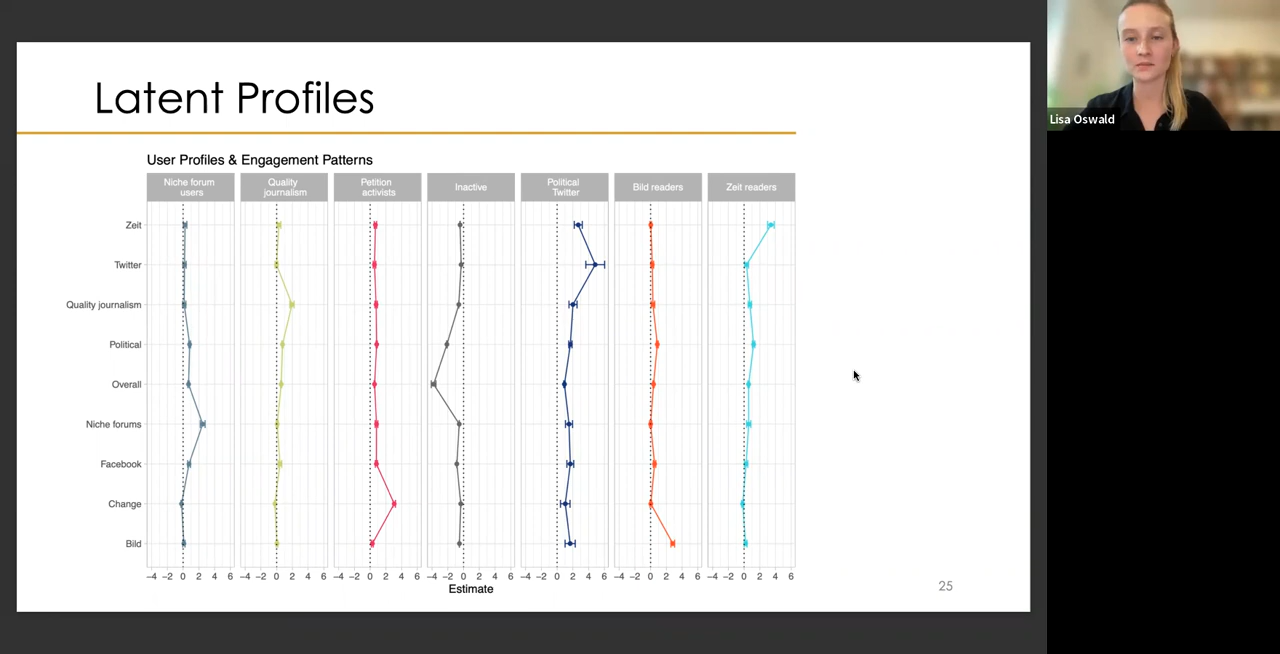 Latent Profiles
User Profiles & Engagement Patterns
Niche forum
users
Quality
journalism
Petition
activists
Inactive
Political
Twitter
Bild readers
Zeit readers
Zeit
Twitter
Quality journalism
Political
Overall
Niche forums
Facebook
Change
Bild
−4 −2 0 2 4 6 −4 −2 0 2 4 6 −4 −2 0 2 4 6 −4 −2 0 2 4 6 −4 −2 0 2 4 6 −4 −2 0 2 4 6 −4 −2 0 2 4 6
Estimate
25
Lisa Oswald